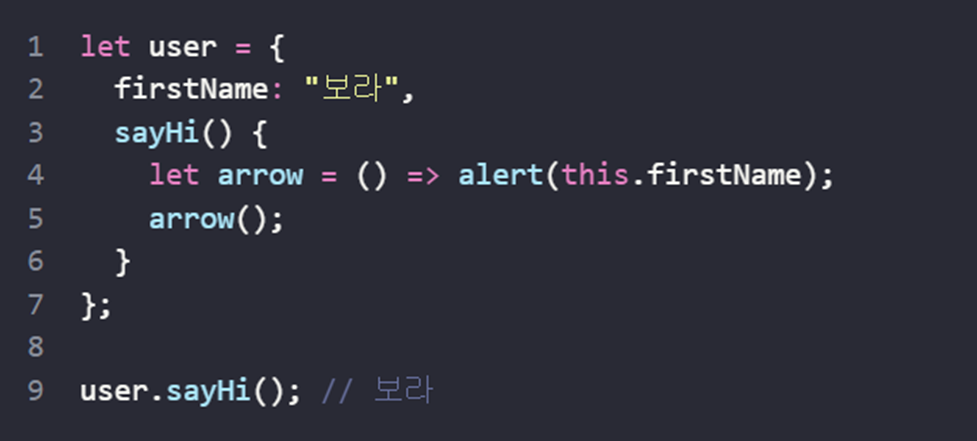 1 let user = {
2   firstName: "보라",
3   sayHi() {
4     let arrow = () => alert(this.firstName);
5     arrow();
6   }
7 };
8
9 user.sayHi(); // 보라